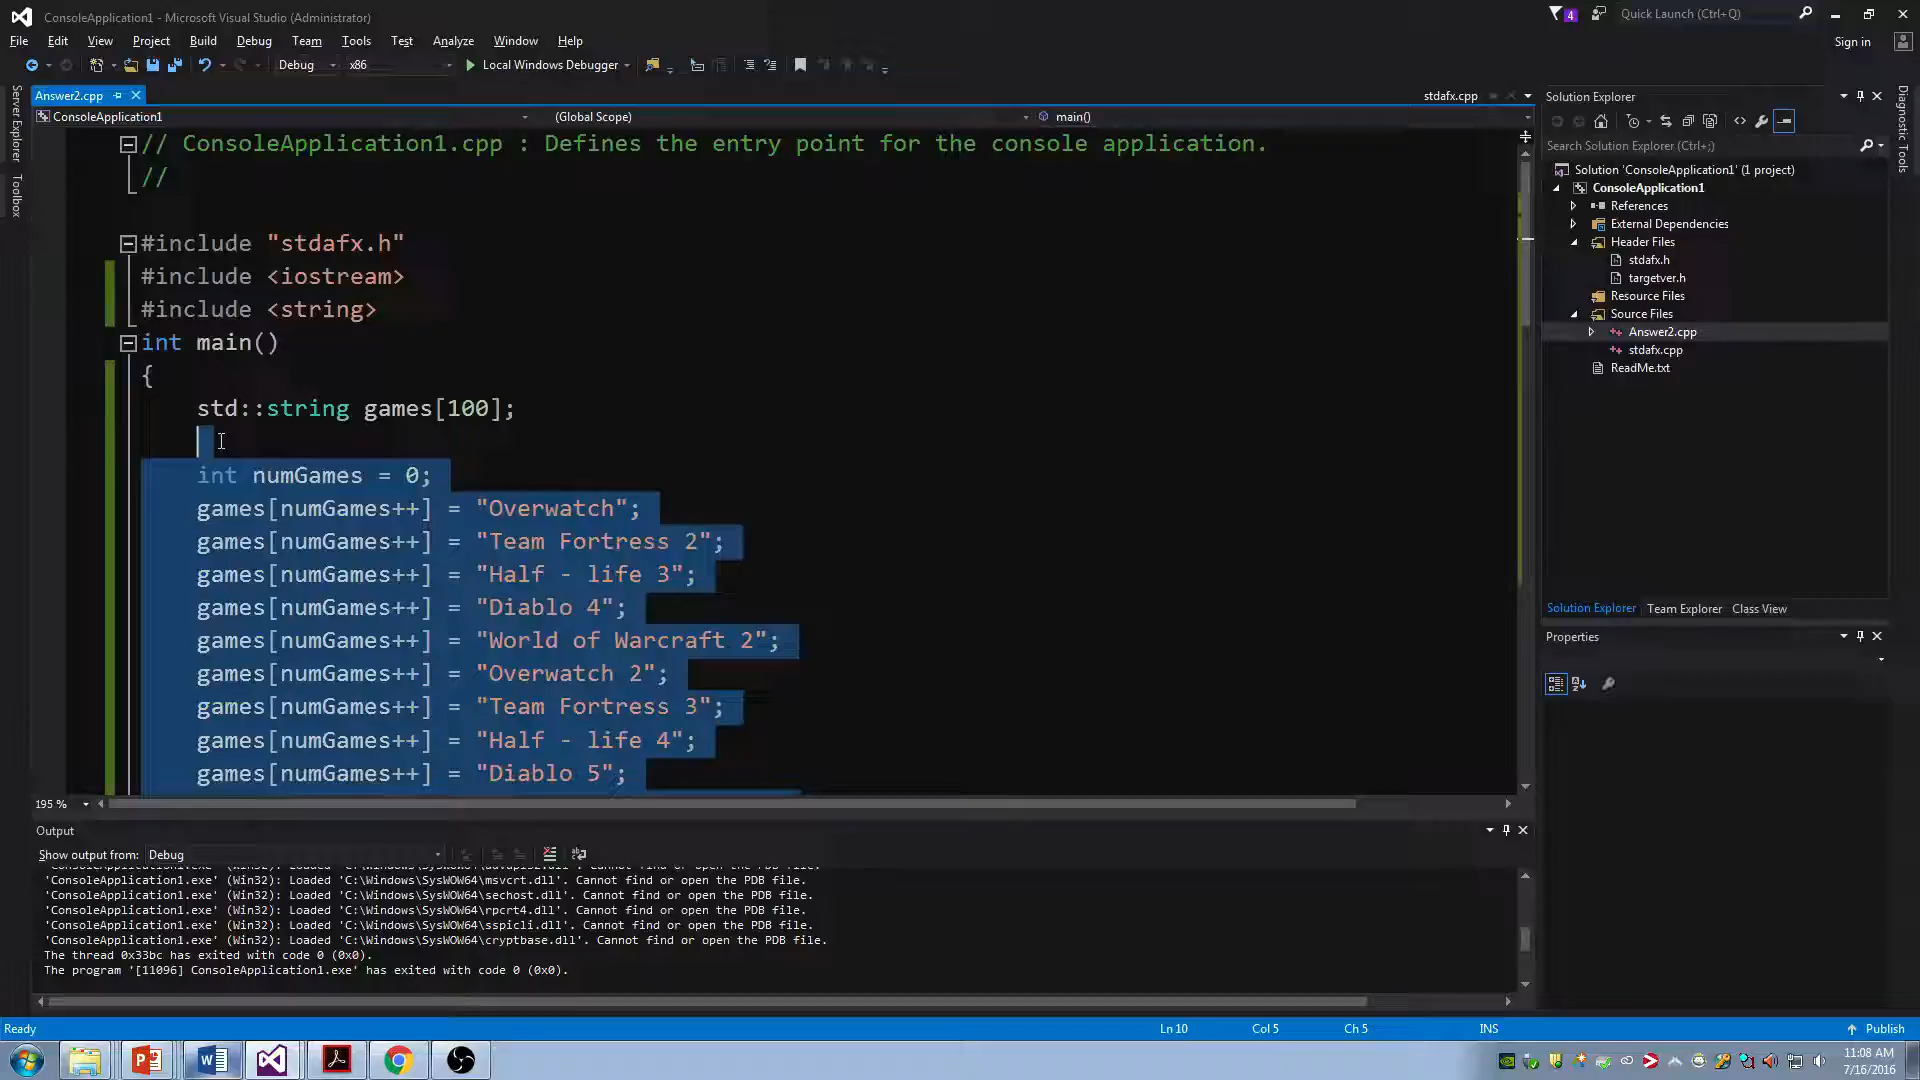 ConsoleApplication1 - Microsoft Visual Studio (Administrator)
4
Quick Launch (Ctrl+Q)
File Edit View Project Build Debug Team Tools Test Analyze Window Help
Sign in
Debug x86 Local Windows Debugger
Server Explorer
Toolbox
Answer2.cpp
stdafx.cpp
ConsoleApplication1 (Global Scope) main()
// ConsoleApplication1.cpp : Defines the entry point for the console application.
//
#include "stdafx.h"
#include <iostream>
#include <string>
int main()
{
std::string games[100];
int numGames = 0;
games[numGames++] = "Overwatch";
games[numGames++] = "Team Fortress 2";
games[numGames++] = "Half - life 3";
games[numGames++] = "Diablo 4";
games[numGames++] = "World of Warcraft 2";
games[numGames++] = "Overwatch 2";
games[numGames++] = "Team Fortress 3";
games[numGames++] = "Half - life 4";
games[numGames++] = "Diablo 5";
195 %
Solution Explorer
Search Solution Explorer (Ctrl+;)
Solution 'ConsoleApplication1' (1 project)
ConsoleApplication1
References
External Dependencies
Header Files
stdafx.h
targetver.h
Resource Files
Source Files
Answer2.cpp
stdafx.cpp
ReadMe.txt
Solution Explorer Team Explorer Class View
Properties
Diagnostic Tools
Output
Show output from: Debug
'ConsoleApplication1.exe' (Win32): Loaded 'C:\Windows\SysWOW64\msvcrt.dll'. Cannot find or open the PDB file.
'ConsoleApplication1.exe' (Win32): Loaded 'C:\Windows\SysWOW64\sechost.dll'. Cannot find or open the PDB file.
'ConsoleApplication1.exe' (Win32): Loaded 'C:\Windows\SysWOW64\rpcrt4.dll'. Cannot find or open the PDB file.
'ConsoleApplication1.exe' (Win32): Loaded 'C:\Windows\SysWOW64\sspicli.dll'. Cannot find or open the PDB file.
'ConsoleApplication1.exe' (Win32): Loaded 'C:\Windows\SysWOW64\cryptbase.dll'. Cannot find or open the PDB file.
The thread 0x33bc has exited with code 0 (0x0).
The program '[11096] ConsoleApplication1.exe' has exited with code 0 (0x0).
Ready Ln 10 Col 5 Ch 5 INS Publish
11:08 AM
7/16/2016